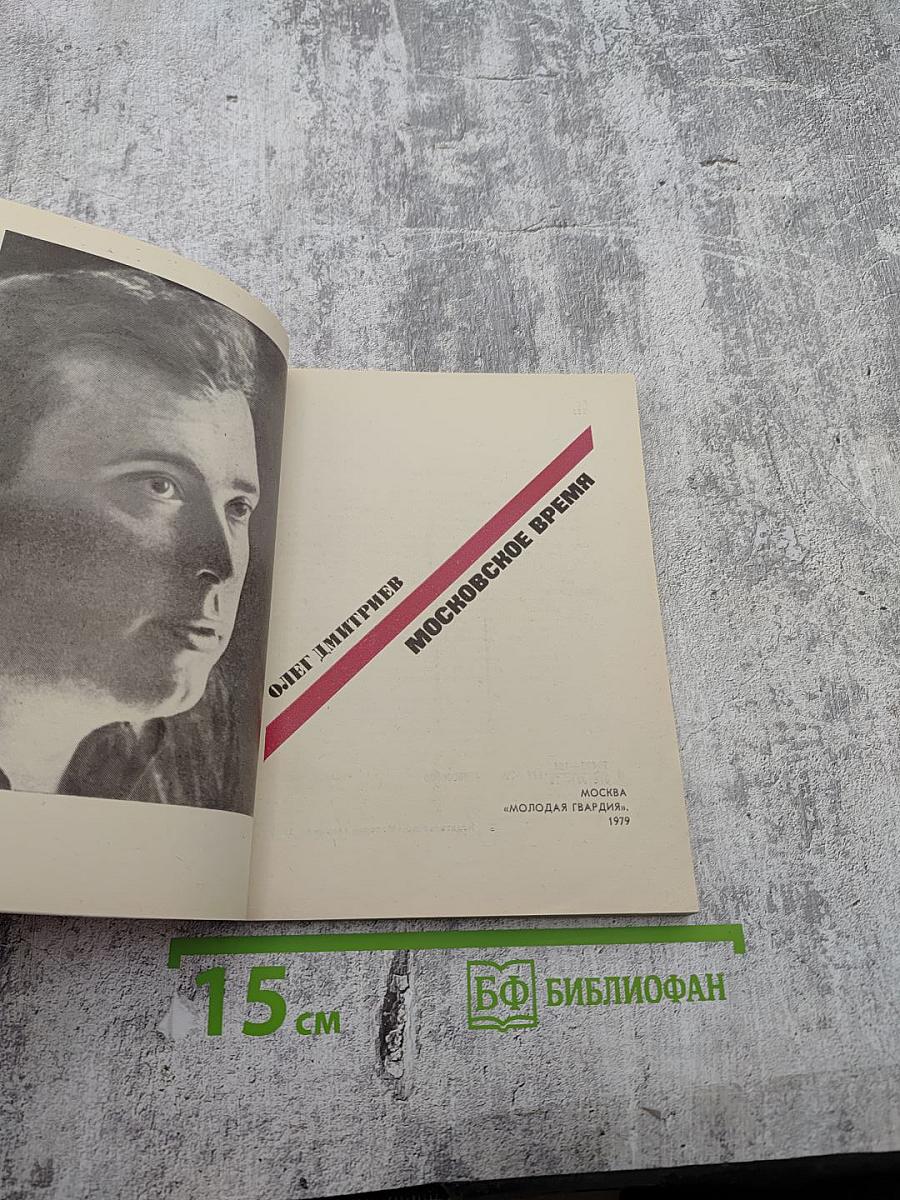 ОЛЕГ ДМИТРИЕВ
МОСКОВСКОЕ ВРЕМЯ
МОСКВА
«МОЛОДАЯ ГВАРДИЯ»,
1979
15 см
БФ БИБЛИОФАН